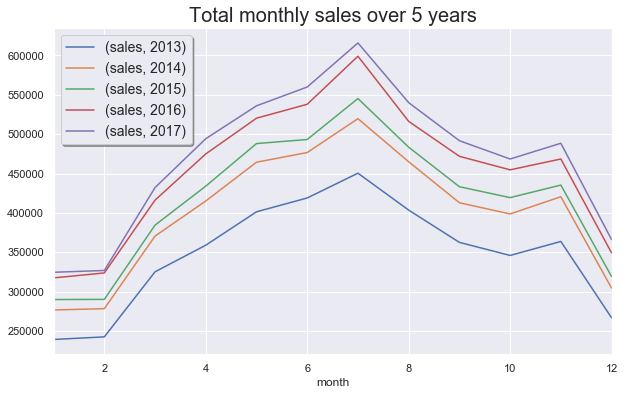 Total monthly sales over 5 years
(sales, 2013)
(sales, 2014)
(sales, 2015)
(sales, 2016)
(sales, 2017)
600000
550000
500000
450000
400000
350000
300000
250000
2 4 6 8 10 12
month